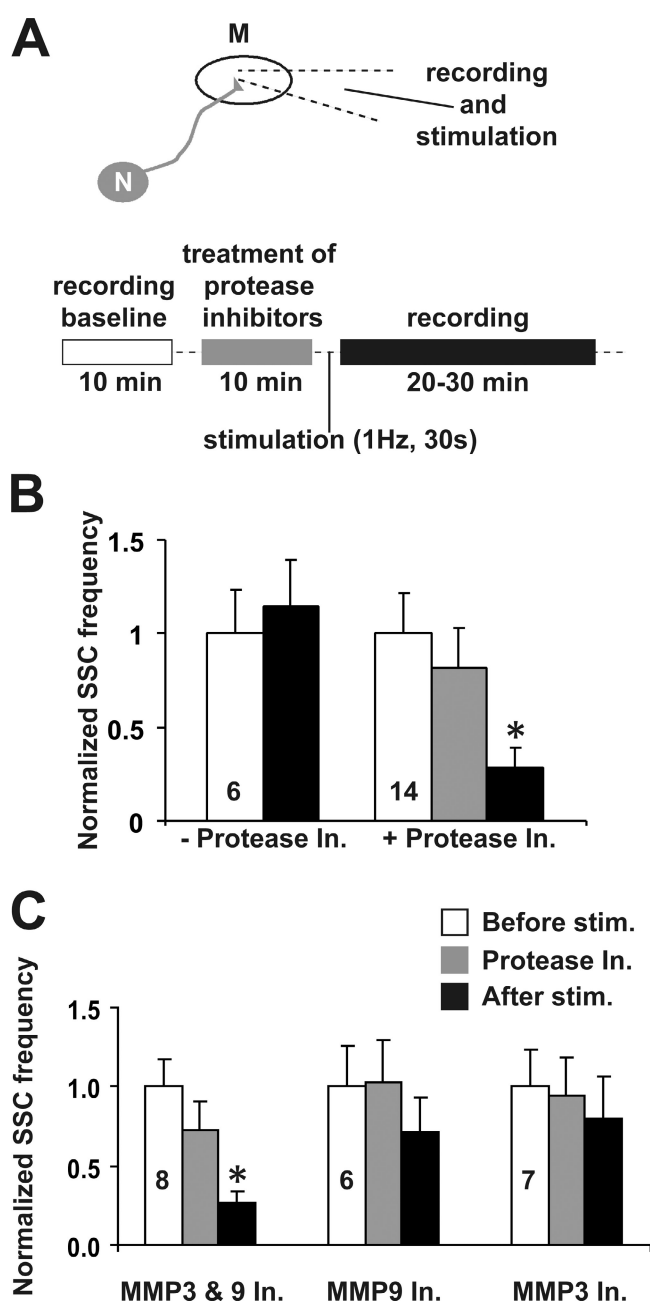 A
M
recording
and
stimulation
N
treatment of
recording protease
baseline inhibitors recording
10 min 10 min 20-30 min
stimulation (1Hz, 30s)
B
Normalized SSC frequency
1.5
1
0.5
0
6
14
*
- Protease In.
+ Protease In.
C
Before stim.
Protease In.
After stim.
Normalized SSC frequency
1.5
1.0
0.5
0.0
8
*
6
7
MMP3 & 9 In.
MMP9 In.
MMP3 In.